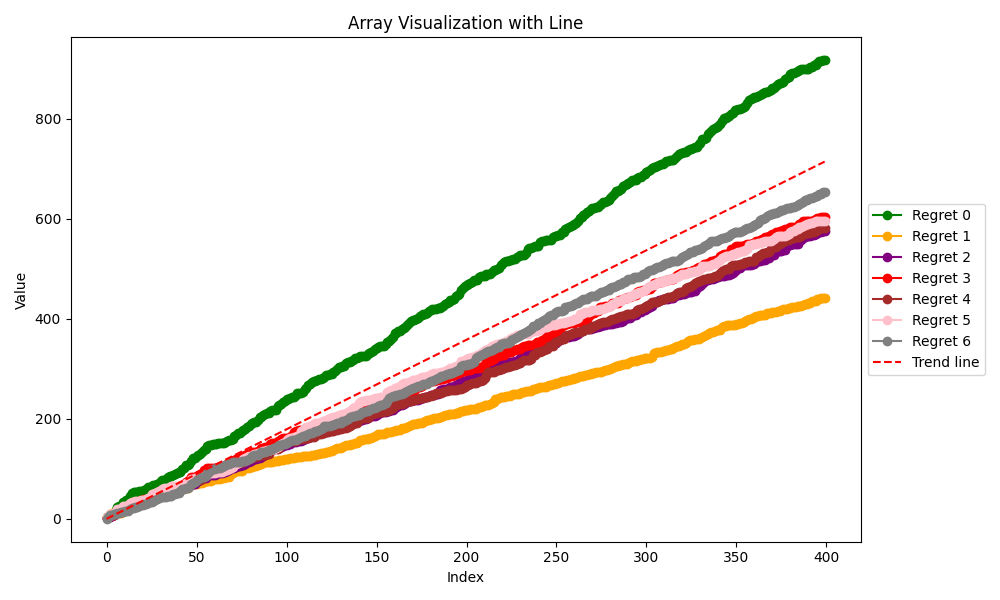 Array Visualization with Line
Value
800
600
400
200
0
0 50 100 150 200 250 300 350 400
Index
Regret 0
Regret 1
Regret 2
Regret 3
Regret 4
Regret 5
Regret 6
Trend line